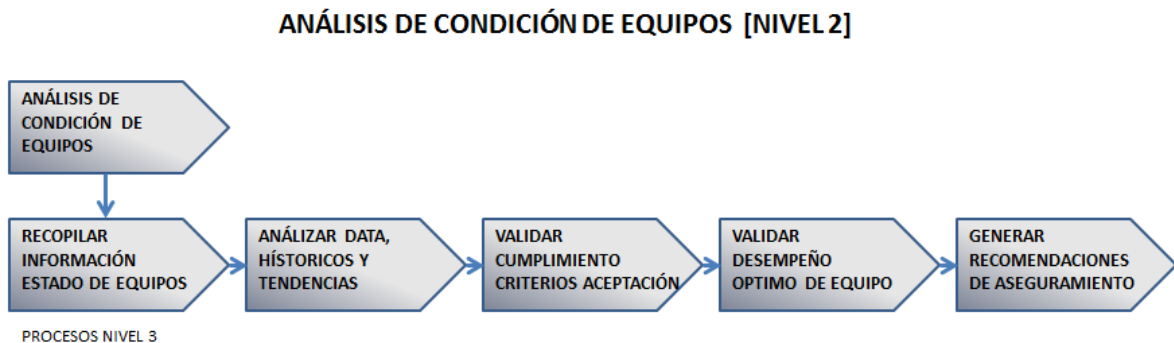 ANÁLISIS DE CONDICIÓN DE EQUIPOS [NIVEL 2]
ANÁLISIS DE
CONDICIÓN DE
EQUIPOS
RECOPILAR
INFORMACIÓN
ESTADO DE EQUIPOS
ANÁLIZAR DATA,
HÍSTORICOS Y
TENDENCIAS
VALIDAR
CUMPLIMIENTO
CRITERIOS ACEPTACIÓN
VALIDAR
DESEMPEÑO
OPTIMO DE EQUIPO
GENERAR
RECOMENDACIONES
DE ASEGURAMIENTO
PROCESOS NIVEL 3